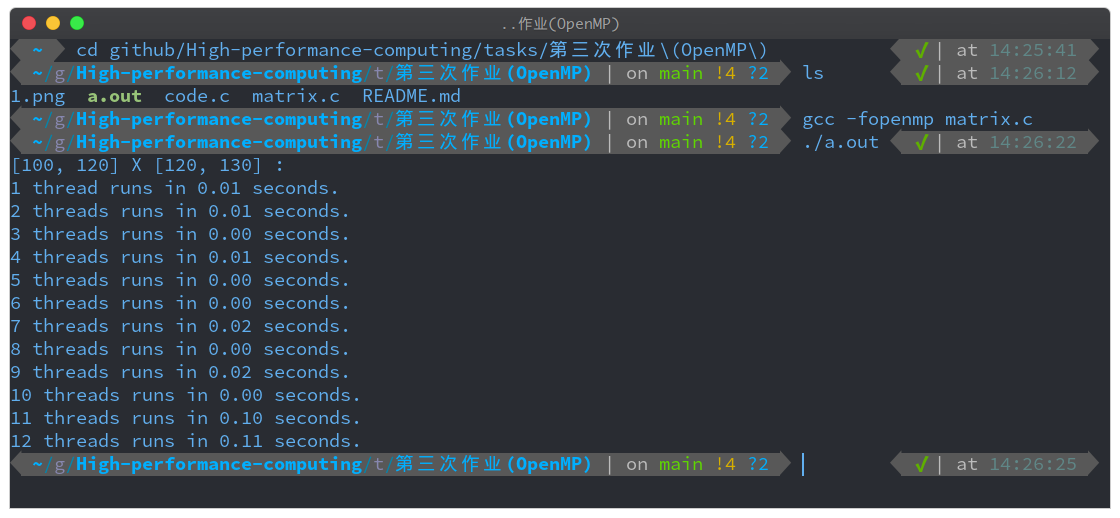 ..作业(OpenMP)
~ cd github/High-performance-computing/tasks/第三次作业\(OpenMP\) ✔ | at 14:25:41
~/g/High-performance-computing/t/第三次作业(OpenMP) | on main !4 ?2 ls ✔ | at 14:26:12
1.png a.out code.c matrix.c README.md
~/g/High-performance-computing/t/第三次作业(OpenMP) | on main !4 ?2 gcc -fopenmp matrix.c
~/g/High-performance-computing/t/第三次作业(OpenMP) | on main !4 ?2 ./a.out ✔ | at 14:26:22
[100, 120] X [120, 130] :
1 thread runs in 0.01 seconds.
2 threads runs in 0.01 seconds.
3 threads runs in 0.00 seconds.
4 threads runs in 0.01 seconds.
5 threads runs in 0.00 seconds.
6 threads runs in 0.00 seconds.
7 threads runs in 0.02 seconds.
8 threads runs in 0.00 seconds.
9 threads runs in 0.02 seconds.
10 threads runs in 0.00 seconds.
11 threads runs in 0.10 seconds.
12 threads runs in 0.11 seconds.
~/g/High-performance-computing/t/第三次作业(OpenMP) | on main !4 ?2 ✔ | at 14:26:25